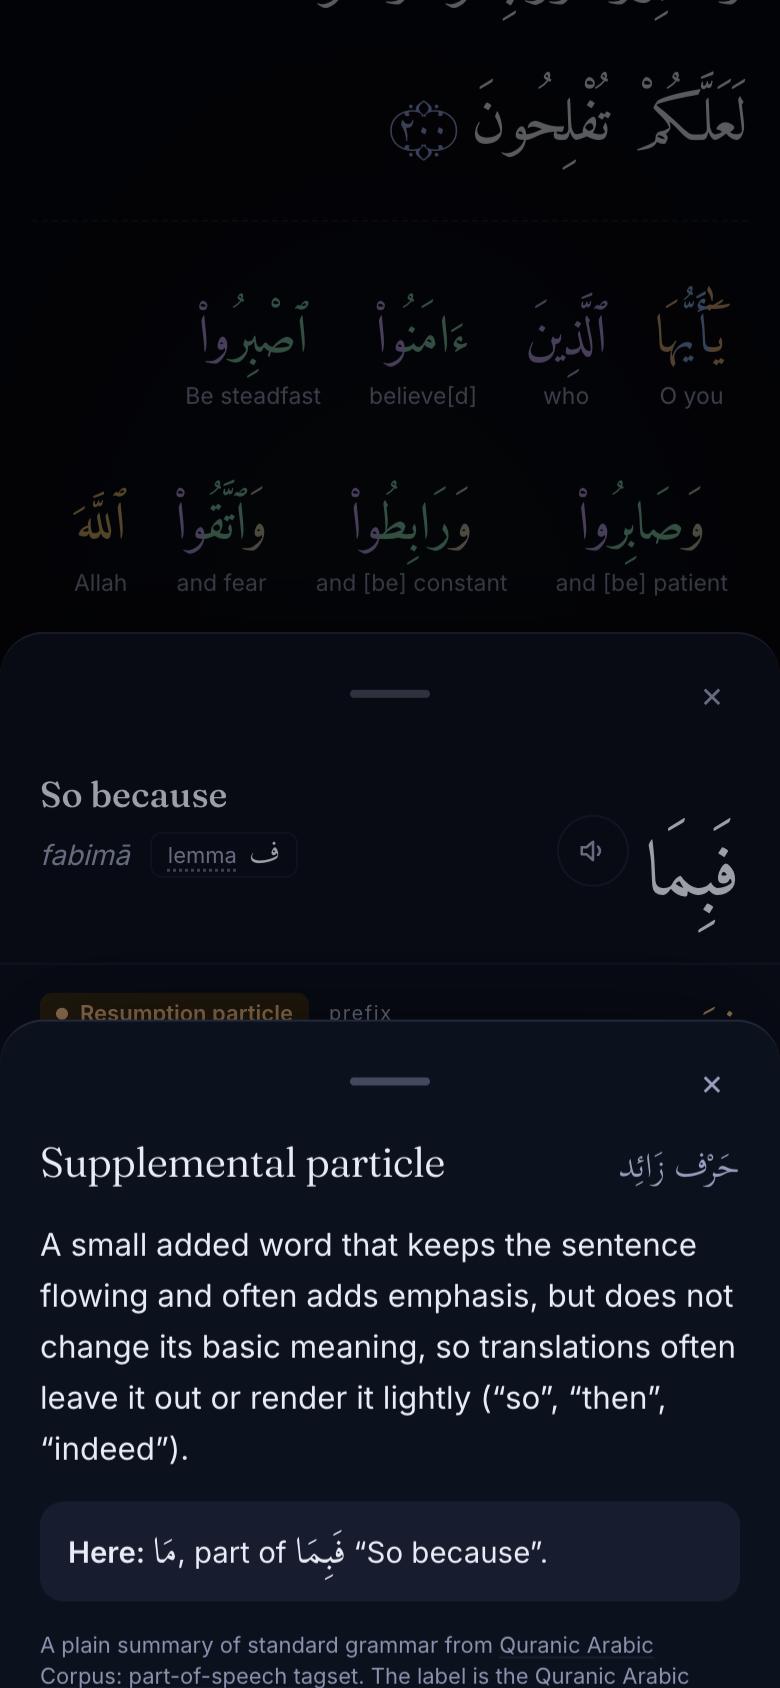 لَعَلَّكُمْ تُفْلِحُونَ ٢٠٠
يَـٰٓأَيُّهَا ٱلَّذِينَ ءَامَنُوا۟ ٱصْبِرُوا۟
O you who believe[d] Be steadfast
وَصَابِرُوا۟ وَرَابِطُوا۟ وَٱتَّقُوا۟ ٱللَّهَ
and [be] patient and [be] constant and fear Allah
×
So because
fabimā lemma ف
فَبِمَا
Resumption particle prefix
×
Supplemental particle حَرْف زَائِد
A small added word that keeps the sentence
flowing and often adds emphasis, but does not
change its basic meaning, so translations often
leave it out or render it lightly (“so”, “then”,
“indeed”).
Here: مَا, part of فَبِمَا “So because”.
A plain summary of standard grammar from Quranic Arabic
Corpus: part-of-speech tagset. The label is the Quranic Arabic